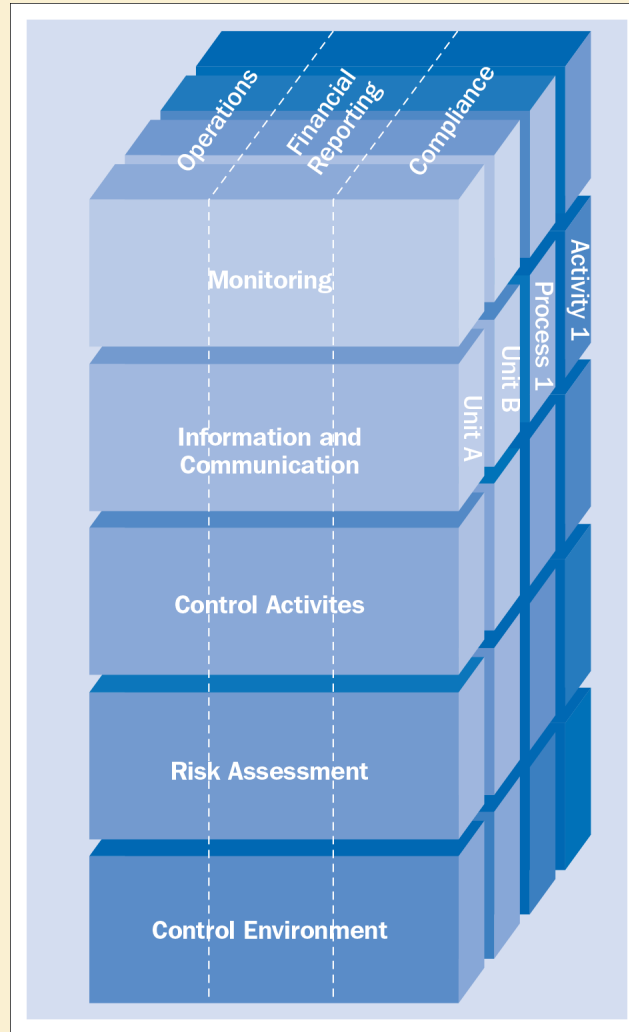 Operations
Financial
Reporting
Compliance
Monitoring
Information and
Communication
Control Activites
Risk Assessment
Control Environment
Unit A
Unit B
Process 1
Activity 1